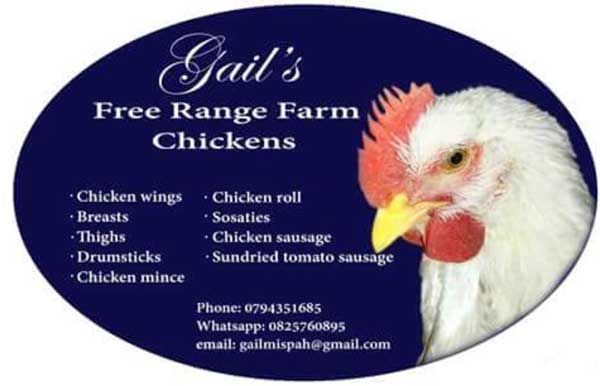 Gail's
Free Range Farm
Chickens
· Chicken wings
· Breasts
· Thighs
· Drumsticks
· Chicken mince
· Chicken roll
· Sosaties
· Chicken sausage
· Sundried tomato sausage
Phone: 0794351685
Whatsapp: 0825760895
email: gailmispah@gmail.com